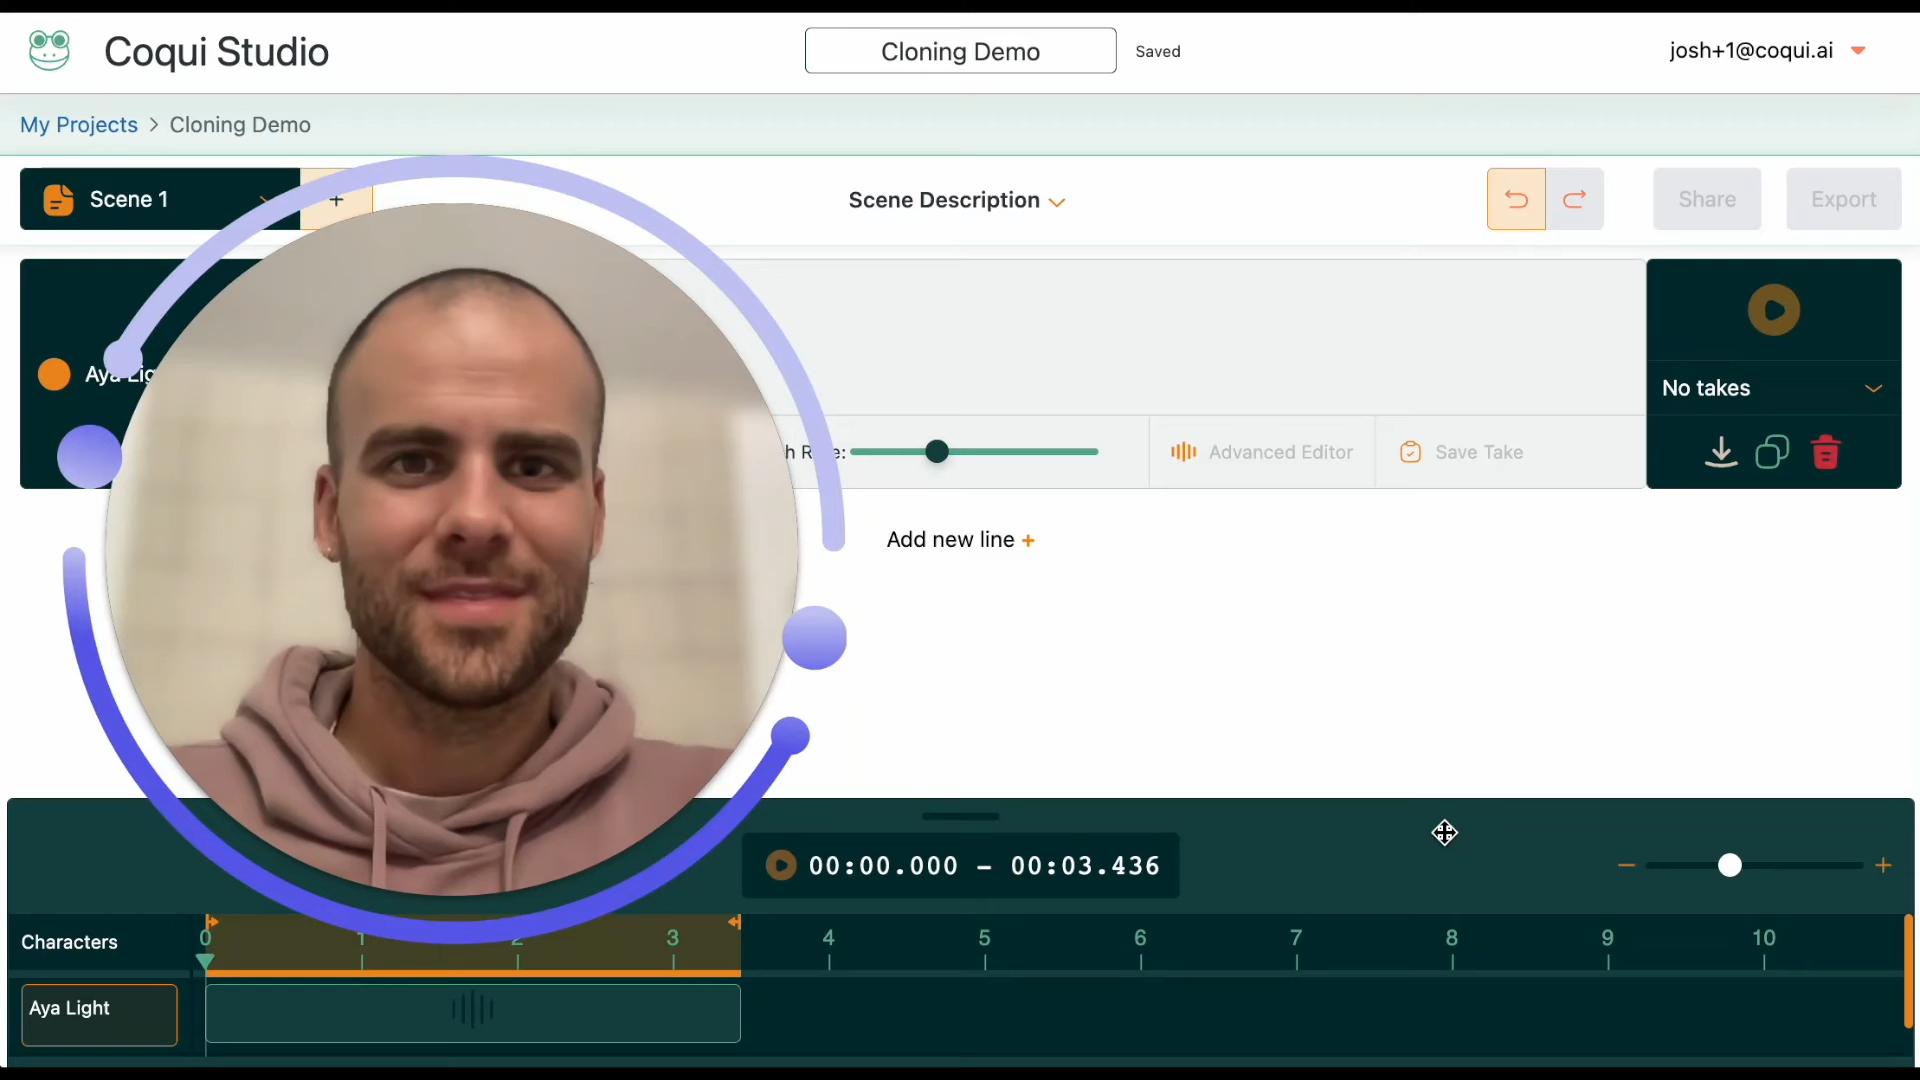 Coqui Studio
Cloning Demo
Saved
josh+1@coqui.ai
My Projects > Cloning Demo
Scene 1
+
Scene Description
Share
Export
Aya
No takes
Advanced Editor
Save Take
Add new line +
00:00.000 – 00:03.436
Characters
0 1 2 3 4 5 6 7 8 9 10
Aya Light